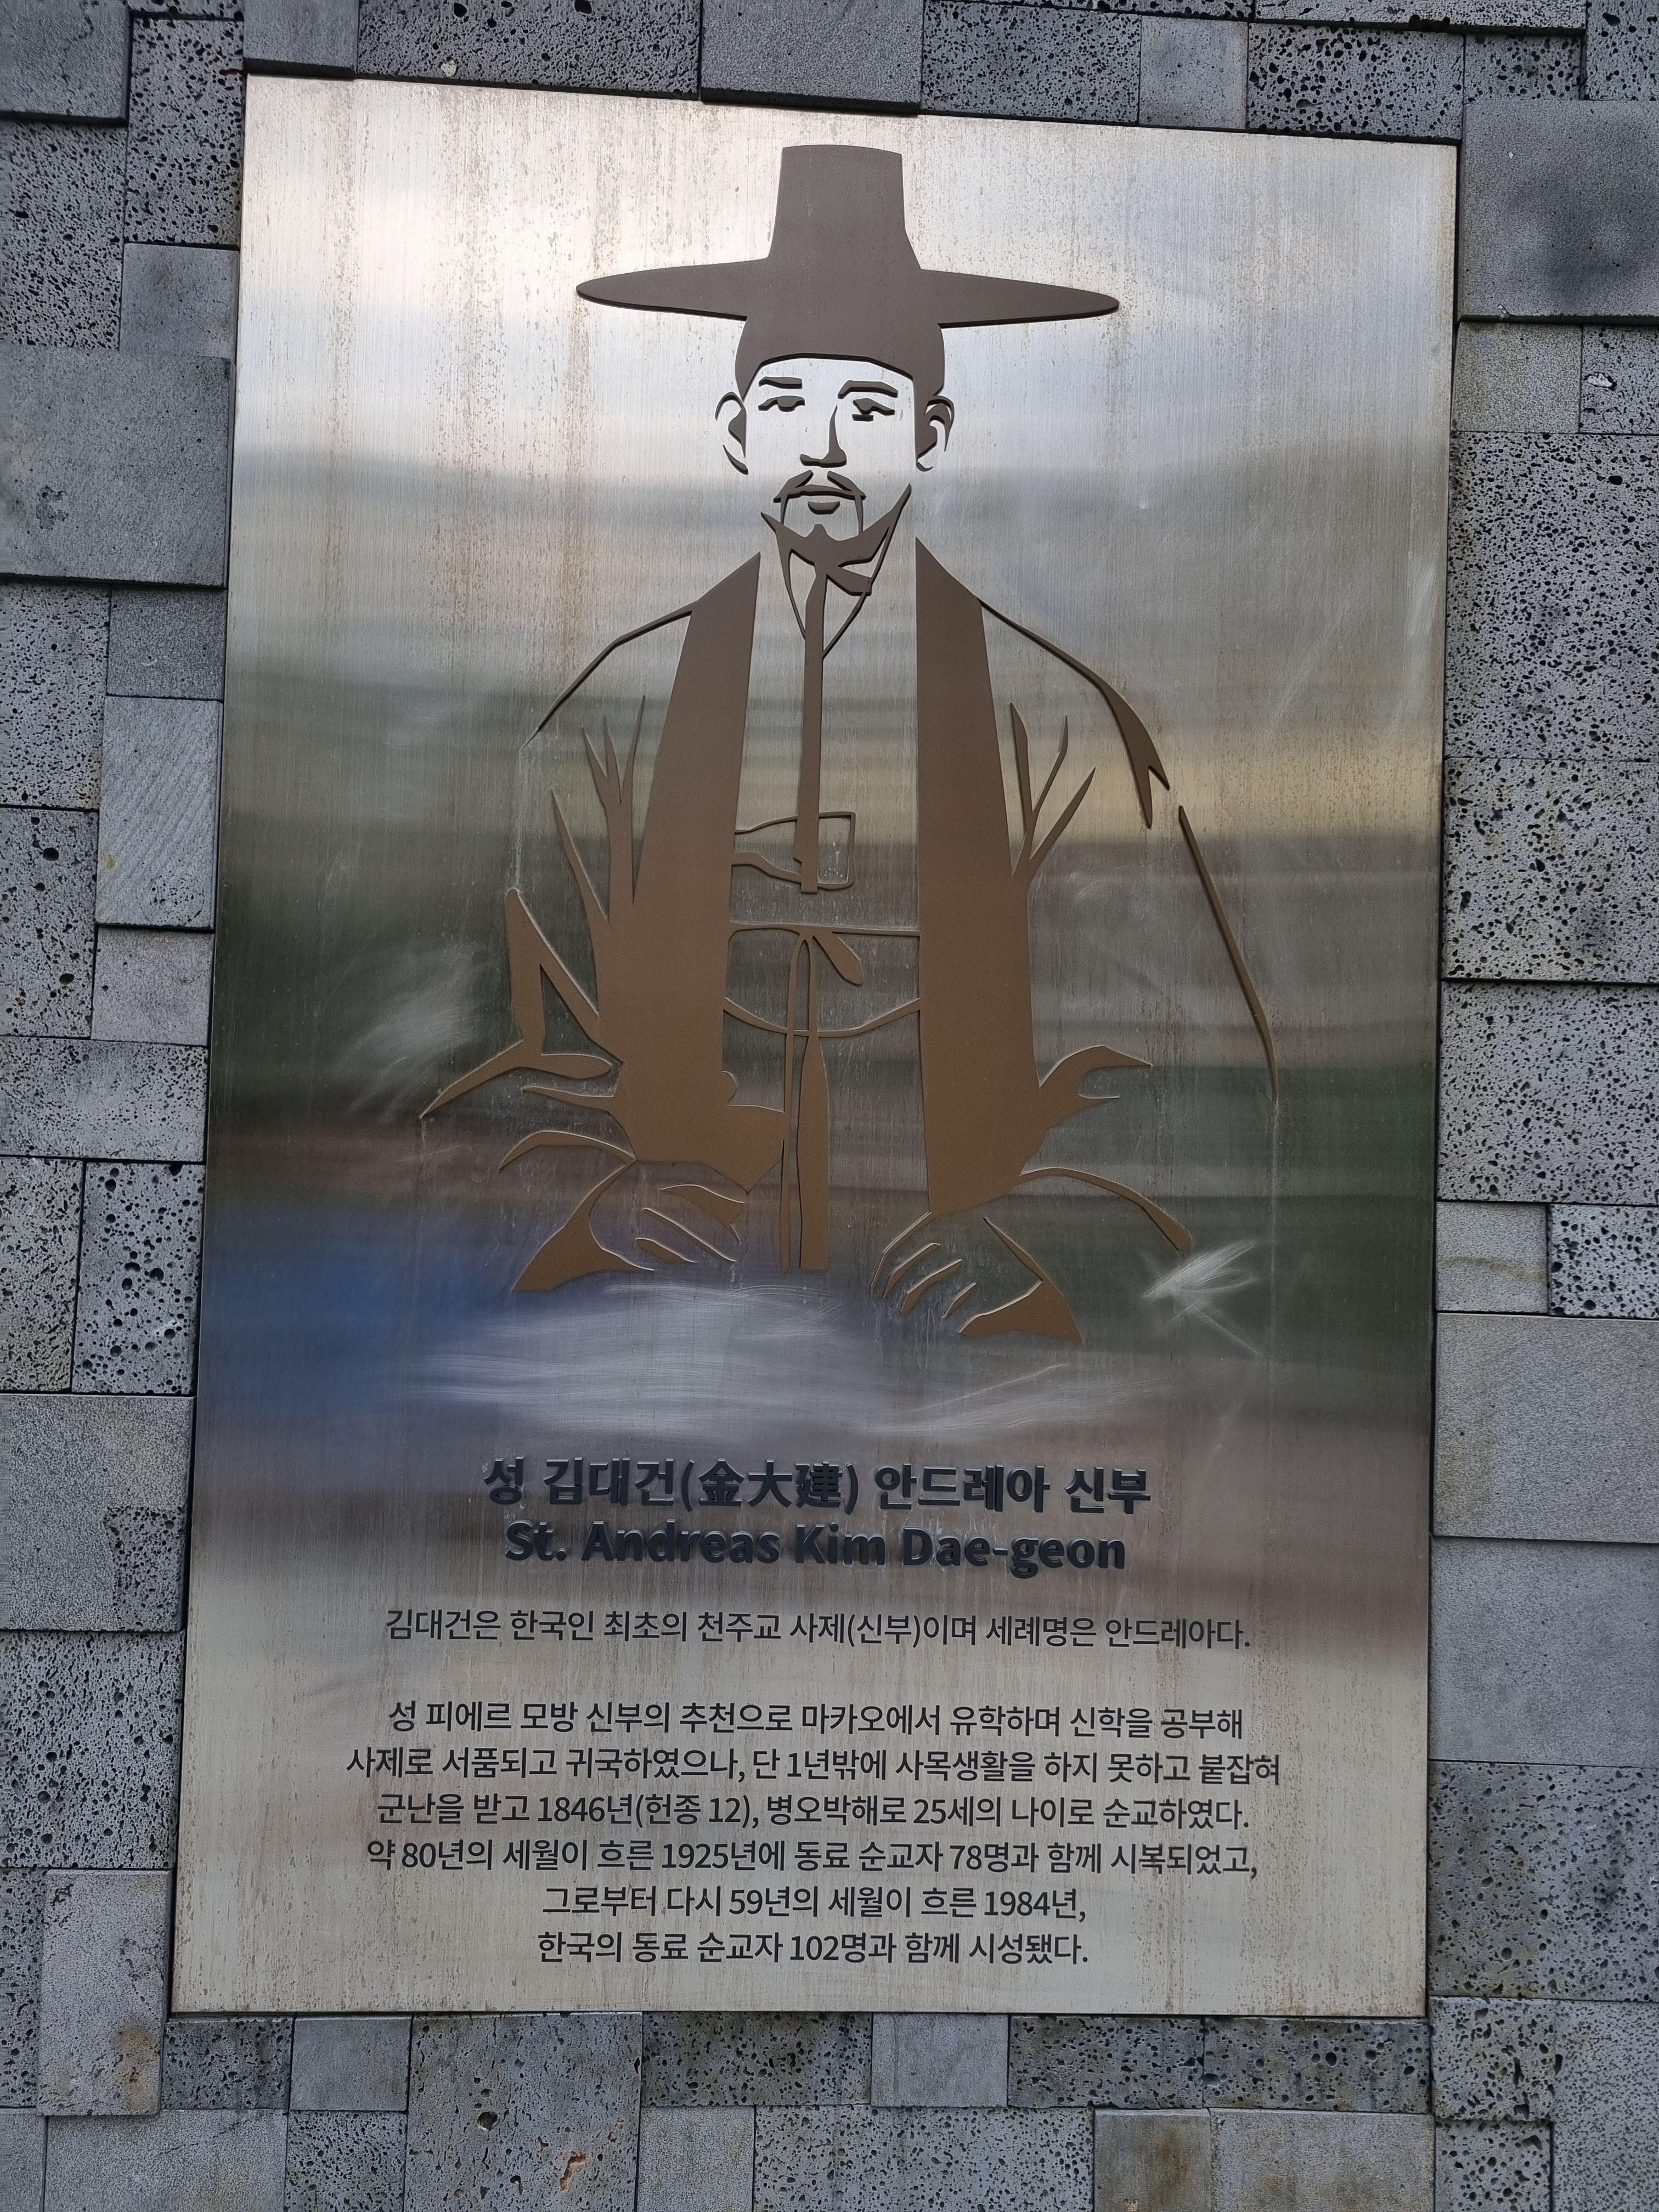 성 김대건(金大建) 안드레아 신부
St. Andreas Kim Dae-geon
김대건은 한국인 최초의 천주교 사제(신부)이며 세례명은 안드레아다.
성 피에르 모방 신부의 추천으로 마카오에서 유학하며 신학을 공부해
사제로 서품되고 귀국하였으나, 단 1년밖에 사목생활을 하지 못하고 붙잡혀
군난을 받고 1846년(헌종 12), 병오박해로 25세의 나이로 순교하였다.
약 80년의 세월이 흐른 1925년에 동료 순교자 78명과 함께 시복되었고,
그로부터 다시 59년의 세월이 흐른 1984년,
한국의 동료 순교자 102명과 함께 시성됐다.